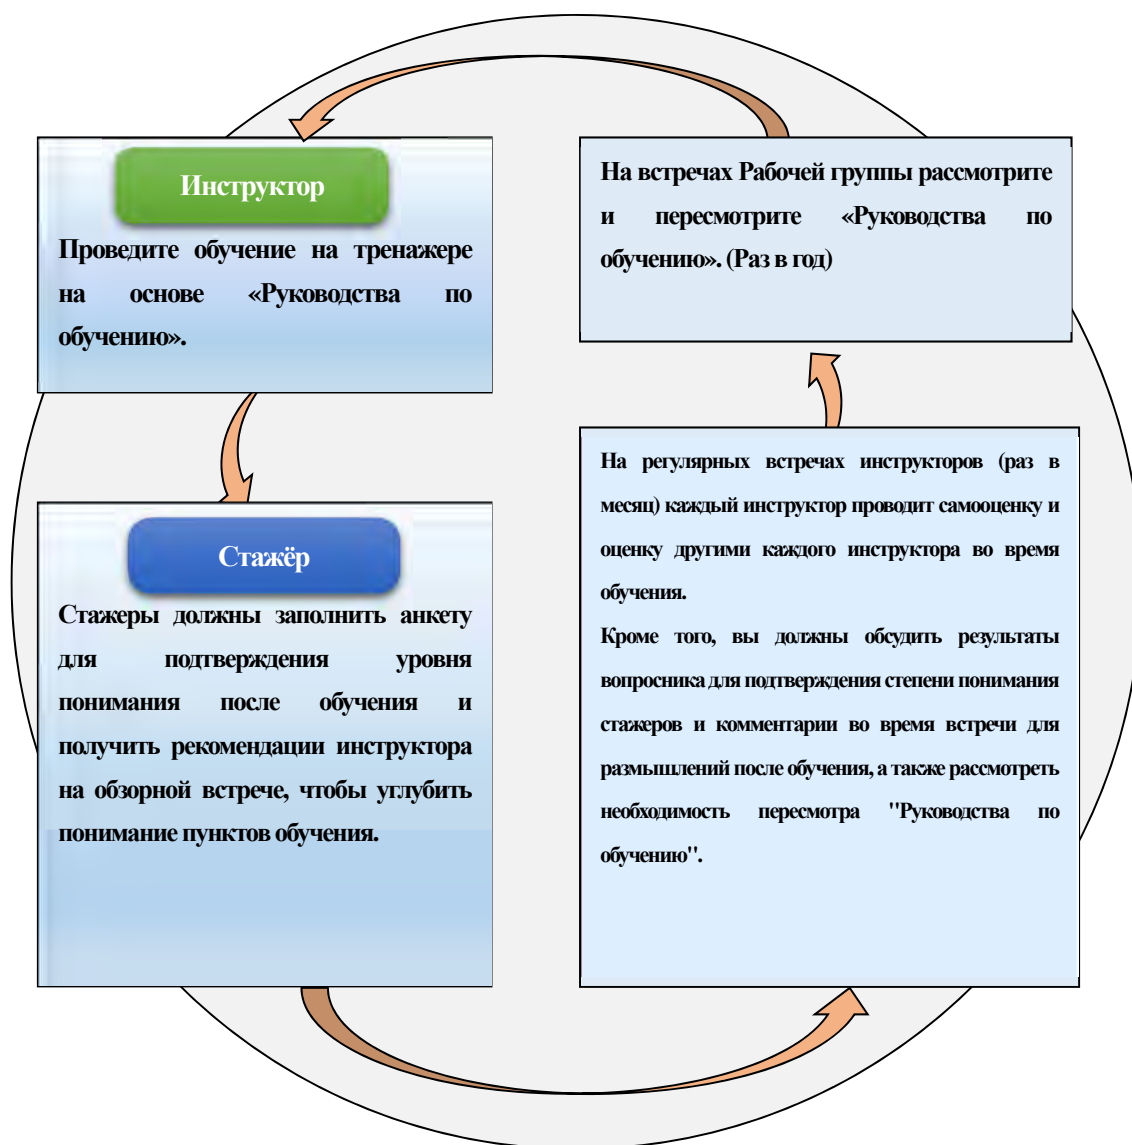 Инструктор
Проведите обучение на тренажере
на основе «Руководства по
обучению».
Стажёр
Стажеры должны заполнить анкету
для подтверждения уровня
понимания после обучения и
получить рекомендации инструктора
на обзорной встрече, чтобы углубить
понимание пунктов обучения.
На регулярных встречах инструкторов (раз в
месяц) каждый инструктор проводит самооценку и
оценку другими каждого инструктора во время
обучения.
Кроме того, вы должны обсудить результаты
вопросника для подтверждения степени понимания
стажеров и комментарии во время встречи для
размышлений после обучения, а также рассмотреть
необходимость пересмотра "Руководства по
обучению".
На встречах Рабочей группы рассмотрите
и пересмотрите «Руководства по
обучению». (Раз в год)